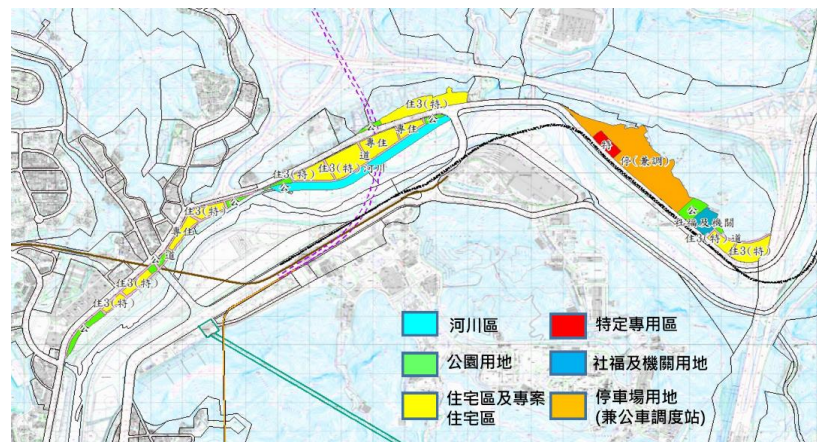 住3(特)
公
專住
公
專住
道
住3(特)
河川
住3(特)
公
公
住3(特)
專住
道
公
住3(特)
住3(特)
公
特
停(兼調)
公
社福及機關
住3(特)
道
住3(特)
河川區
特定專用區
公園用地
社福及機關用地
住宅區及專案
住宅區
停車場用地
(兼公車調度站)